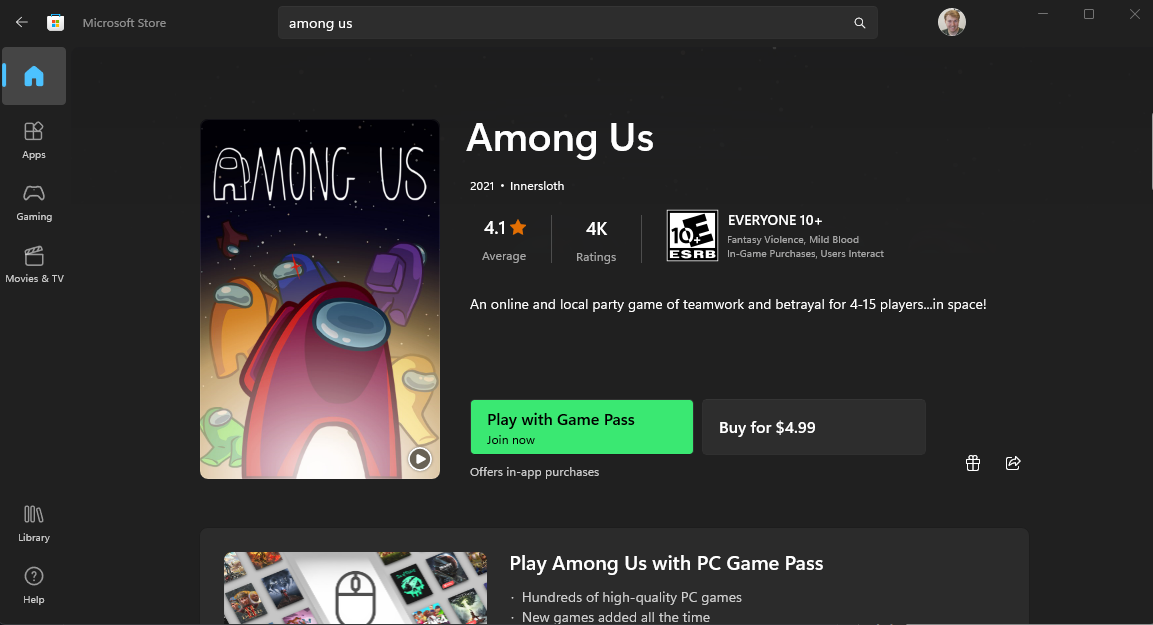 Microsoft Store
among us
Apps
Gaming
Movies & TV
Library
Help
AMONG US
Among Us
2021 • Innersloth
4.1
Average
4K
Ratings
E
10+
ESRB
EVERYONE 10+
Fantasy Violence, Mild Blood
In-Game Purchases, Users Interact
An online and local party game of teamwork and betrayal for 4-15 players...in space!
Play with Game Pass
Join now
Buy for $4.99
Offers in-app purchases
Play Among Us with PC Game Pass
· Hundreds of high-quality PC games
· New games added all the time